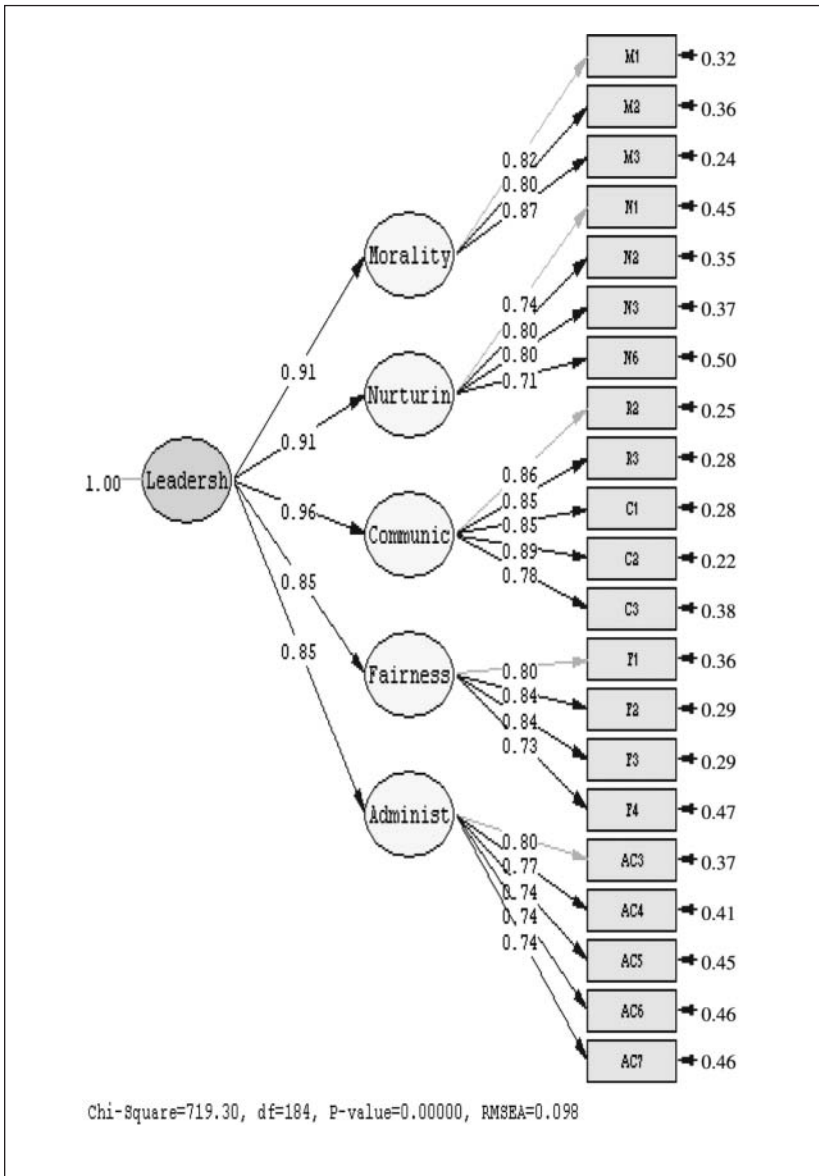 M1 0.32
M2 0.36
M3 0.24
0.82
0.80
0.87
N1 0.45
Morality
N2 0.35
N3 0.37
0.74
0.80
0.80
0.71
N6 0.50
0.91
Nurturin
R2 0.25
0.91
R3 0.28
1.00 Leadersh
0.86
0.85
0.85
0.89
0.78
C1 0.28
0.96
Communic
C2 0.22
C3 0.38
0.85
F1 0.36
0.85
Fairness
0.80
0.84
0.84
0.73
F2 0.29
F3 0.29
F4 0.47
Administ
0.80
0.77
0.74
0.74
0.74
AC3 0.37
AC4 0.41
AC5 0.45
AC6 0.46
AC7 0.46
Chi-Square=719.30, df=184, P-value=0.00000, RMSEA=0.098